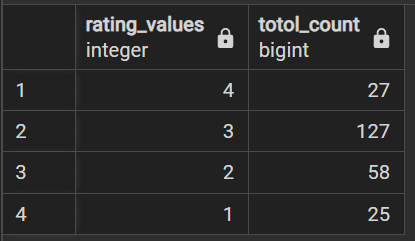 rating_values totol_count
integer bigint
1 4 27
2 3 127
3 2 58
4 1 25